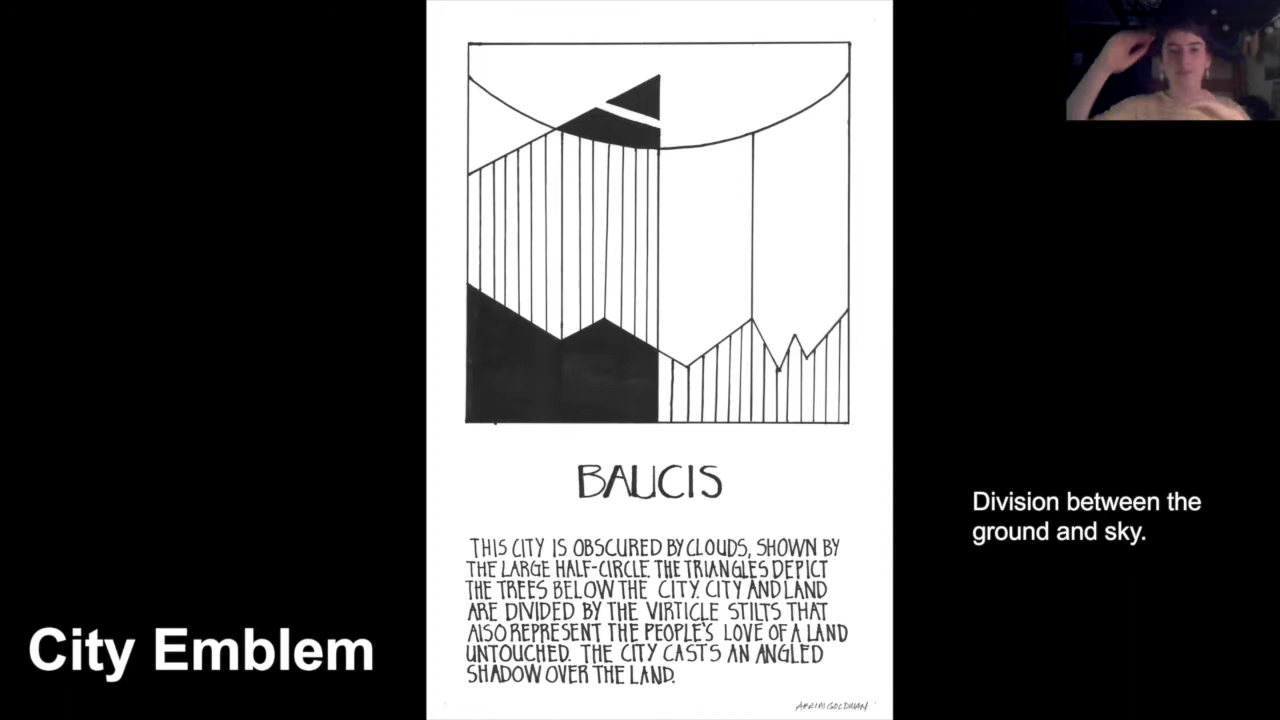 BAUCIS
THIS CITY IS OBSCURED BY CLOUDS, SHOWN BY
THE LARGE HALF-CIRCLE. THE TRIANGLES DEPICT
THE TREES BELOW THE CITY. CITY AND LAND
ARE DIVIDED BY THE VIRTICLE STILTS THAT
ALSO REPRESENT THE PEOPLE'S LOVE OF A LAND
UNTOUCHED. THE CITY CASTS AN ANGLED
SHADOW OVER THE LAND.
Division between the
ground and sky.
City Emblem